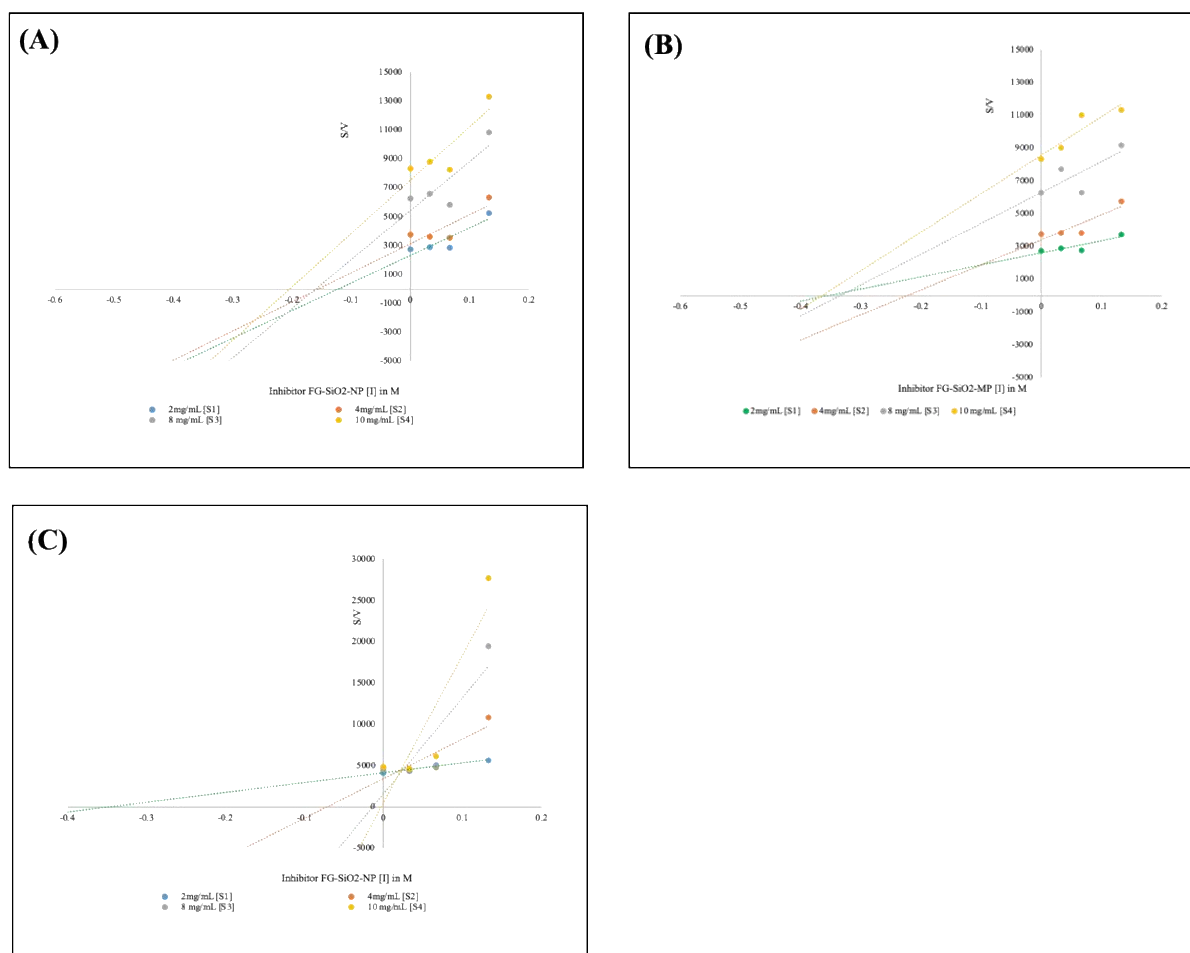 (A)
15000
13000
S/V
11000
9000
7000
5000
3000
1000
-0.6 -0.5 -0.4 -0.3 -0.2 -0.1 0 0.1 0.2
-1000
-3000
-5000
Inhibitor FG-SiO2-NP [I] in M
2mg/mL [S1] 4mg/mL [S2]
8 mg/mL [S3] 10 mg/mL [S4]
(B)
15000
13000
S/V
11000
9000
7000
5000
3000
1000
-0.6 -0.5 -0.4 -0.3 -0.2 -0.1 0 0.1 0.2
-1000
-3000
-5000
Inhibitor FG-SiO2-MP [I] in M
2mg/mL [S1] 4mg/mL [S2] 8 mg/mL [S3] 10 mg/mL [S4]
(C)
30000
25000
S/V
20000
15000
10000
5000
0
-0.4 -0.3 -0.2 -0.1 0 0.1 0.2
-5000
Inhibitor FG-SiO2-NP [I] in M
2mg/mL [S1] 4mg/mL [S2]
8 mg/mL [S3] 10 mg/mL [S4]